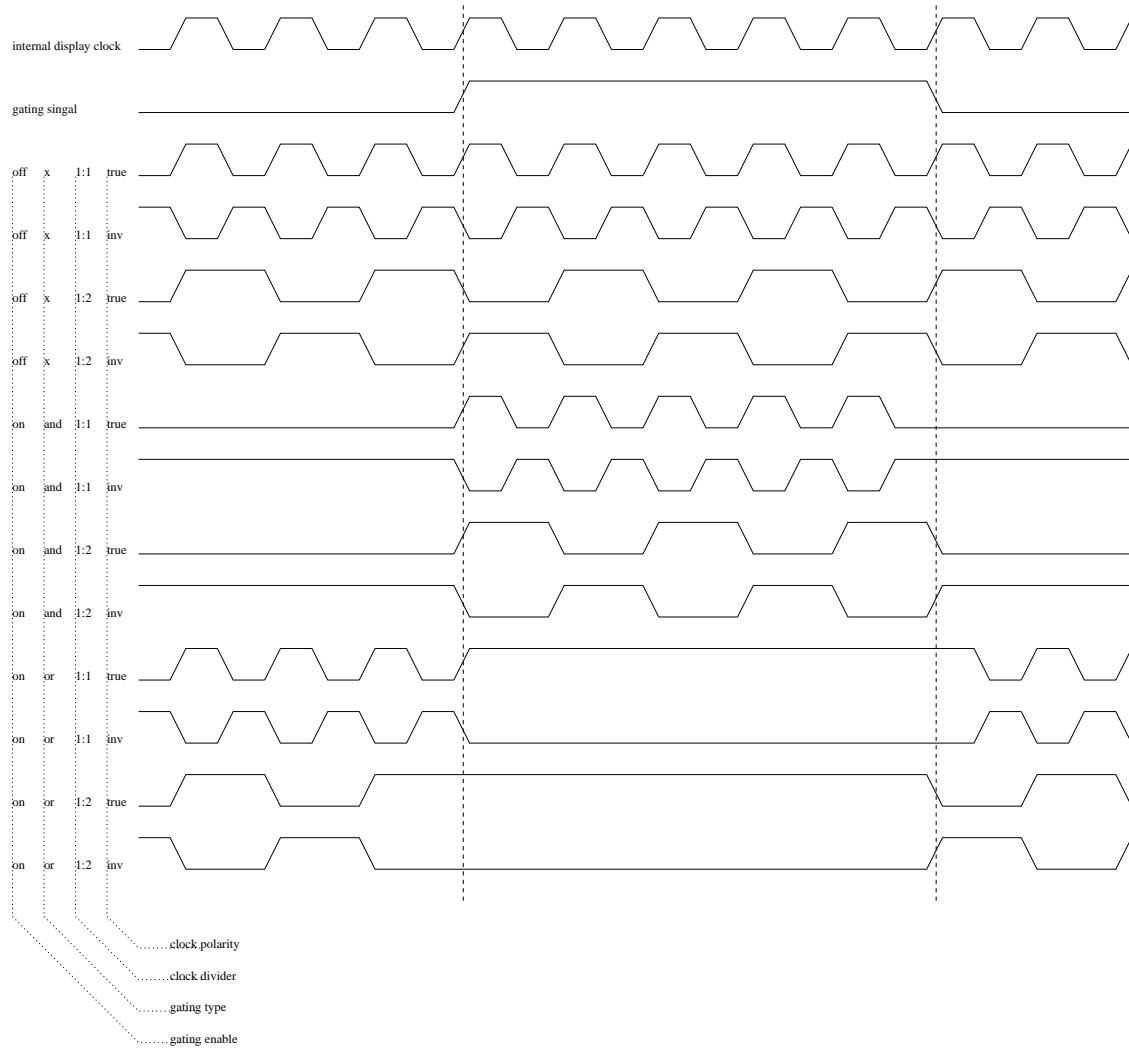 internal display clock
gating singal
off x 1:1 true
off x 1:1 inv
off x 1:2 true
off x 1:2 inv
on and 1:1 true
on and 1:1 inv
on and 1:2 true
on and 1:2 inv
on or 1:1 true
on or 1:1 inv
on or 1:2 true
on or 1:2 inv
clock polarity
clock divider
gating type
gating enable